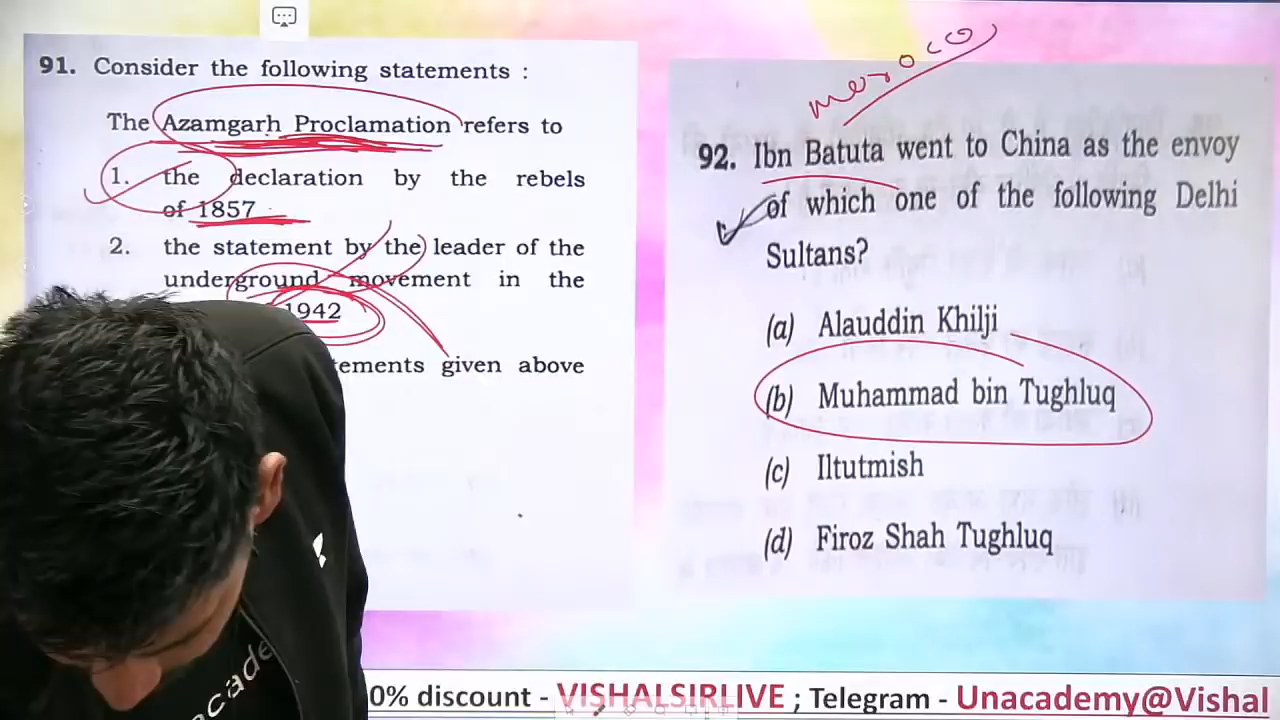 91. Consider the following statements :
The Azamgarh Proclamation refers to
1. the declaration by the rebels
of 1857
2. the statement by the leader of the
underground movement in the
1942
tements given above
meroco
92. Ibn Batuta went to China as the envoy
of which one of the following Delhi
Sultans?
(a) Alauddin Khilji
(b) Muhammad bin Tughluq
(c) Iltutmish
(d) Firoz Shah Tughluq
acade
0% discount - VISHALSIRLIVE ; Telegram - Unacademy@Vishal